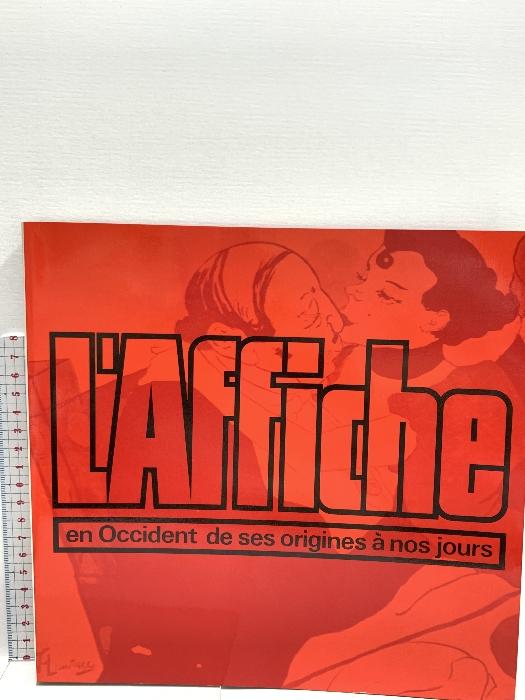 L'Affiche
en Occident de ses origines à nos jours